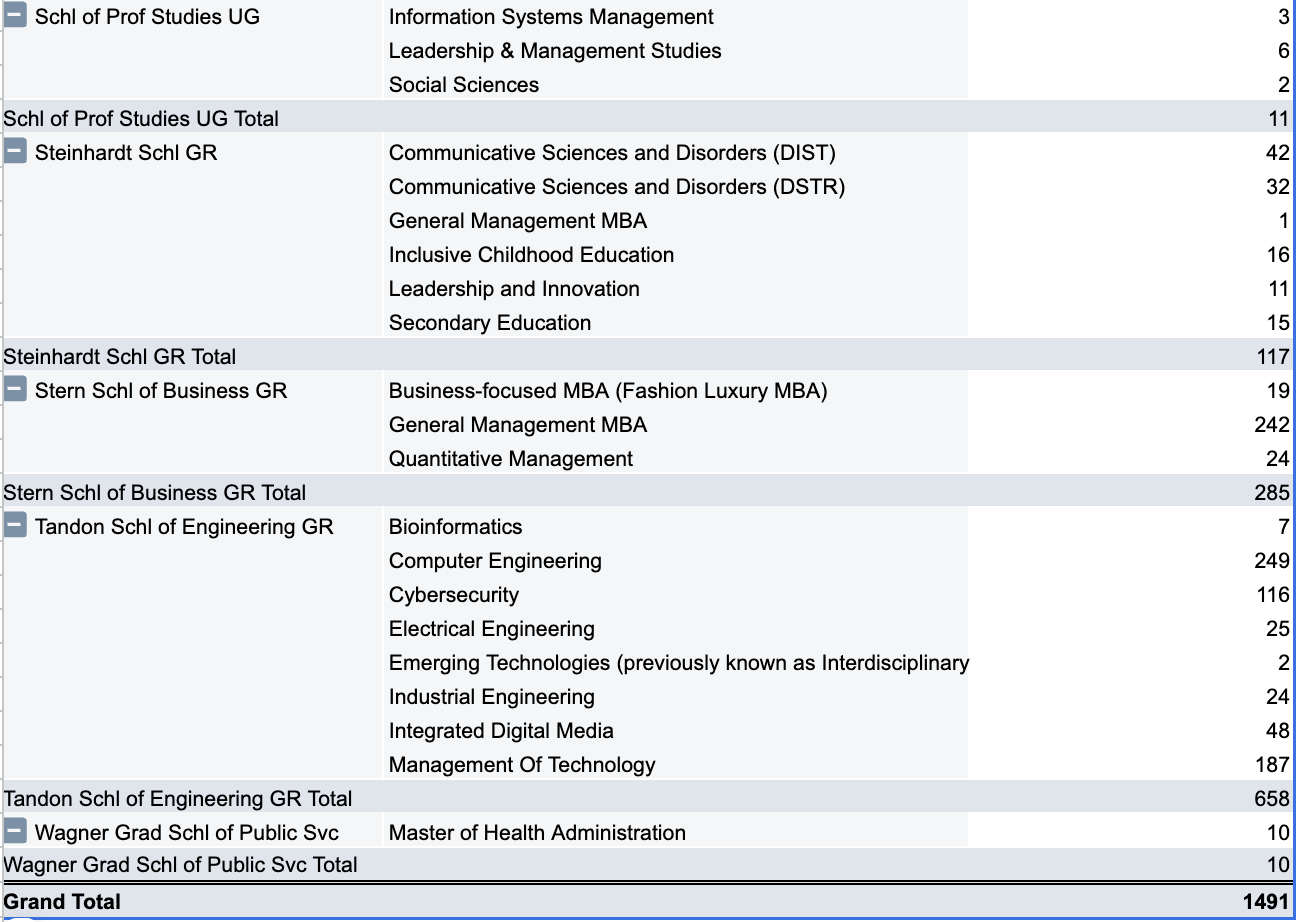 Schl of Prof Studies UG Information Systems Management 3
Leadership & Management Studies 6
Social Sciences 2
Schl of Prof Studies UG Total 11
Steinhardt Schl GR Communicative Sciences and Disorders (DIST) 42
Communicative Sciences and Disorders (DSTR) 32
General Management MBA 1
Inclusive Childhood Education 16
Leadership and Innovation 11
Secondary Education 15
Steinhardt Schl GR Total 117
Stern Schl of Business GR Business-focused MBA (Fashion Luxury MBA) 19
General Management MBA 242
Quantitative Management 24
Stern Schl of Business GR Total 285
Tandon Schl of Engineering GR Bioinformatics 7
Computer Engineering 249
Cybersecurity 116
Electrical Engineering 25
Emerging Technologies (previously known as Interdisciplinary 2
Industrial Engineering 24
Integrated Digital Media 48
Management Of Technology 187
Tandon Schl of Engineering GR Total 658
Wagner Grad Schl of Public Svc Master of Health Administration 10
Wagner Grad Schl of Public Svc Total 10
Grand Total 1491